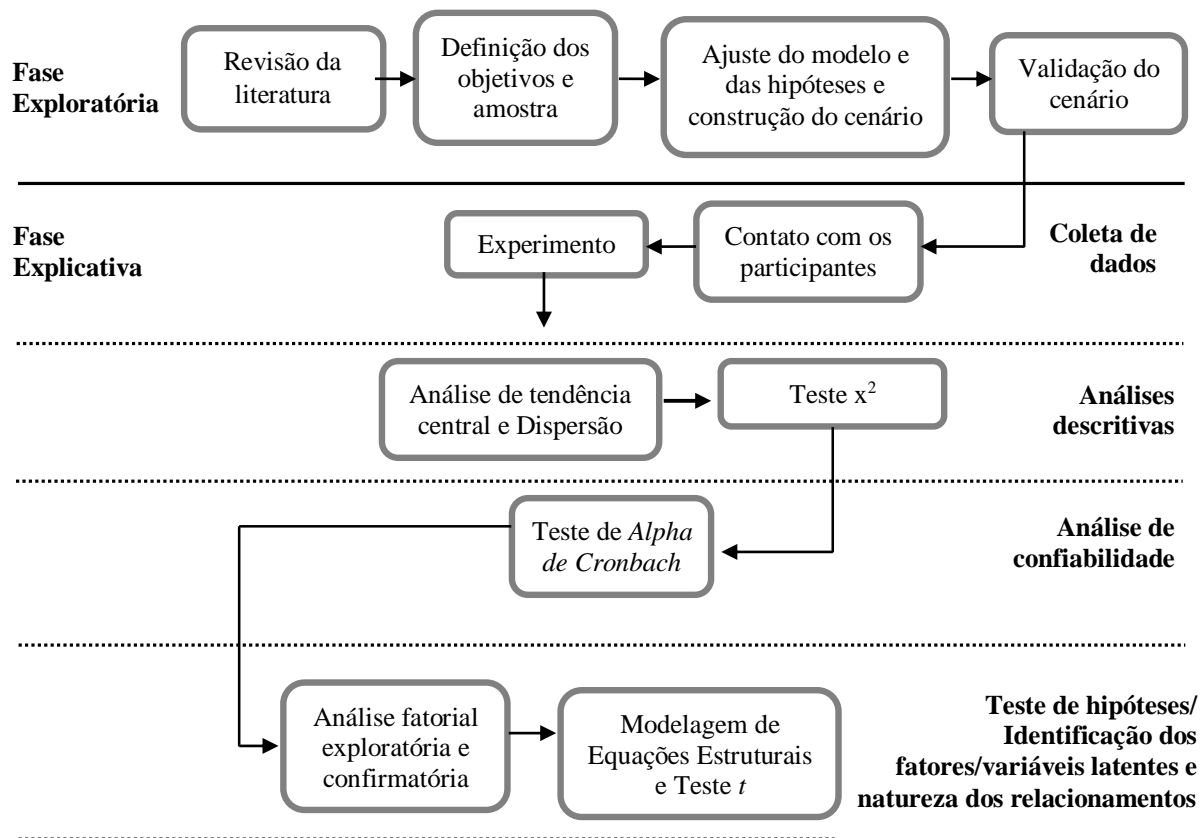 Fase
Exploratória
Revisão da
literatura
Definição dos
objetivos e
amostra
Ajuste do modelo e
das hipóteses e
construção do cenário
Validação do
cenário
Fase
Explicativa
Experimento
Contato com os
participantes
Coleta de
dados
Análise de tendência
central e Dispersão
Teste x²
Análises
descritivas
Teste de Alpha
de Cronbach
Análise de
confiabilidade
Análise fatorial
exploratória e
confirmatória
Modelagem de
Equações Estruturais
e Teste t
Teste de hipóteses/
Identificação dos
fatores/variáveis latentes e
natureza dos relacionamentos